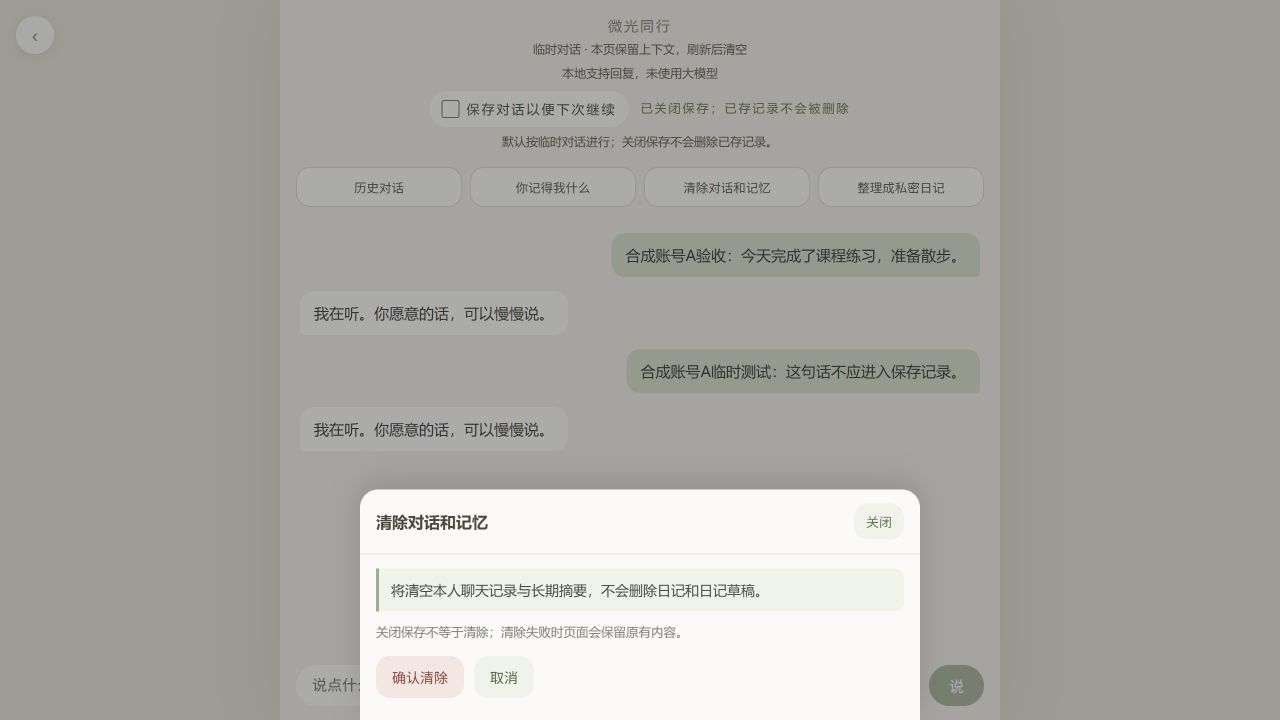 ‹
微光同行
临时对话 · 本页保留上下文，刷新后清空
本地支持回复，未使用大模型
保存对话以便下次继续
已关闭保存；已存记录不会被删除
默认按临时对话进行；关闭保存不会删除已存记录。
历史对话
你记得我什么
清除对话和记忆
整理成私密日记
合成账号A验收：今天完成了课程练习，准备散步。
我在听。你愿意的话，可以慢慢说。
合成账号A临时测试：这句话不应进入保存记录。
我在听。你愿意的话，可以慢慢说。
清除对话和记忆
关闭
将清空本人聊天记录与长期摘要，不会删除日记和日记草稿。
关闭保存不等于清除；清除失败时页面会保留原有内容。
确认清除
取消
说点什
说